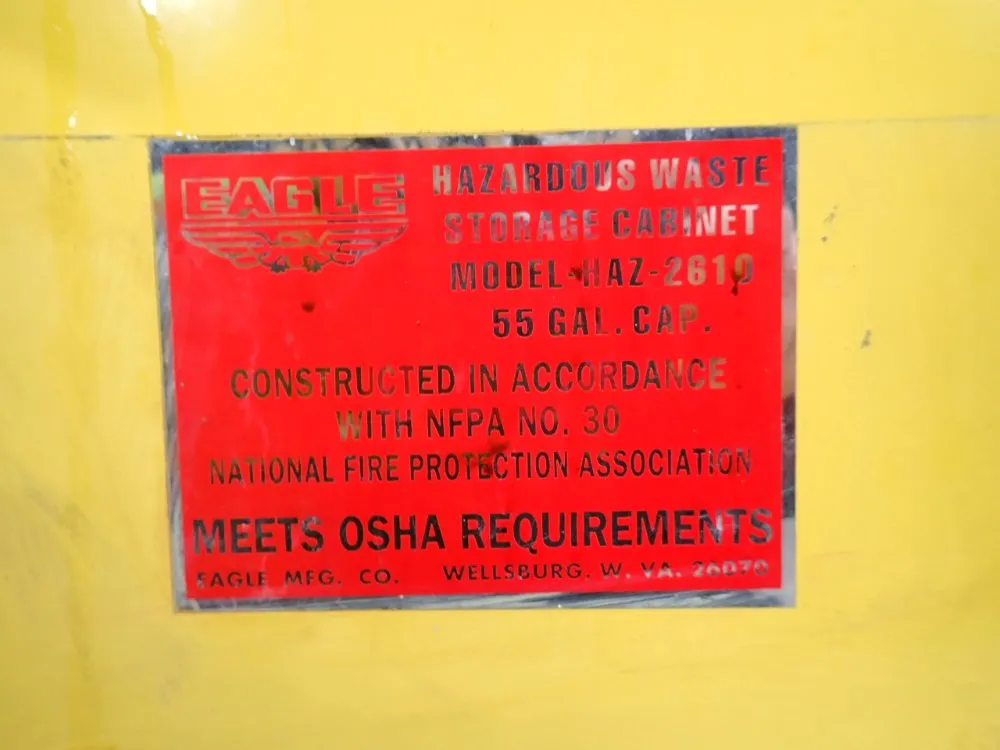 EAGLE
HAZARDOUS WASTE
STORAGE CABINET
MODEL-HAZ-2610
55 GAL. CAP.
CONSTRUCTED IN ACCORDANCE
WITH NFPA NO. 30
NATIONAL FIRE PROTECTION ASSOCIATION
MEETS OSHA REQUIREMENTS
EAGLE MFG. CO. WELLSBURG, W. VA. 26070